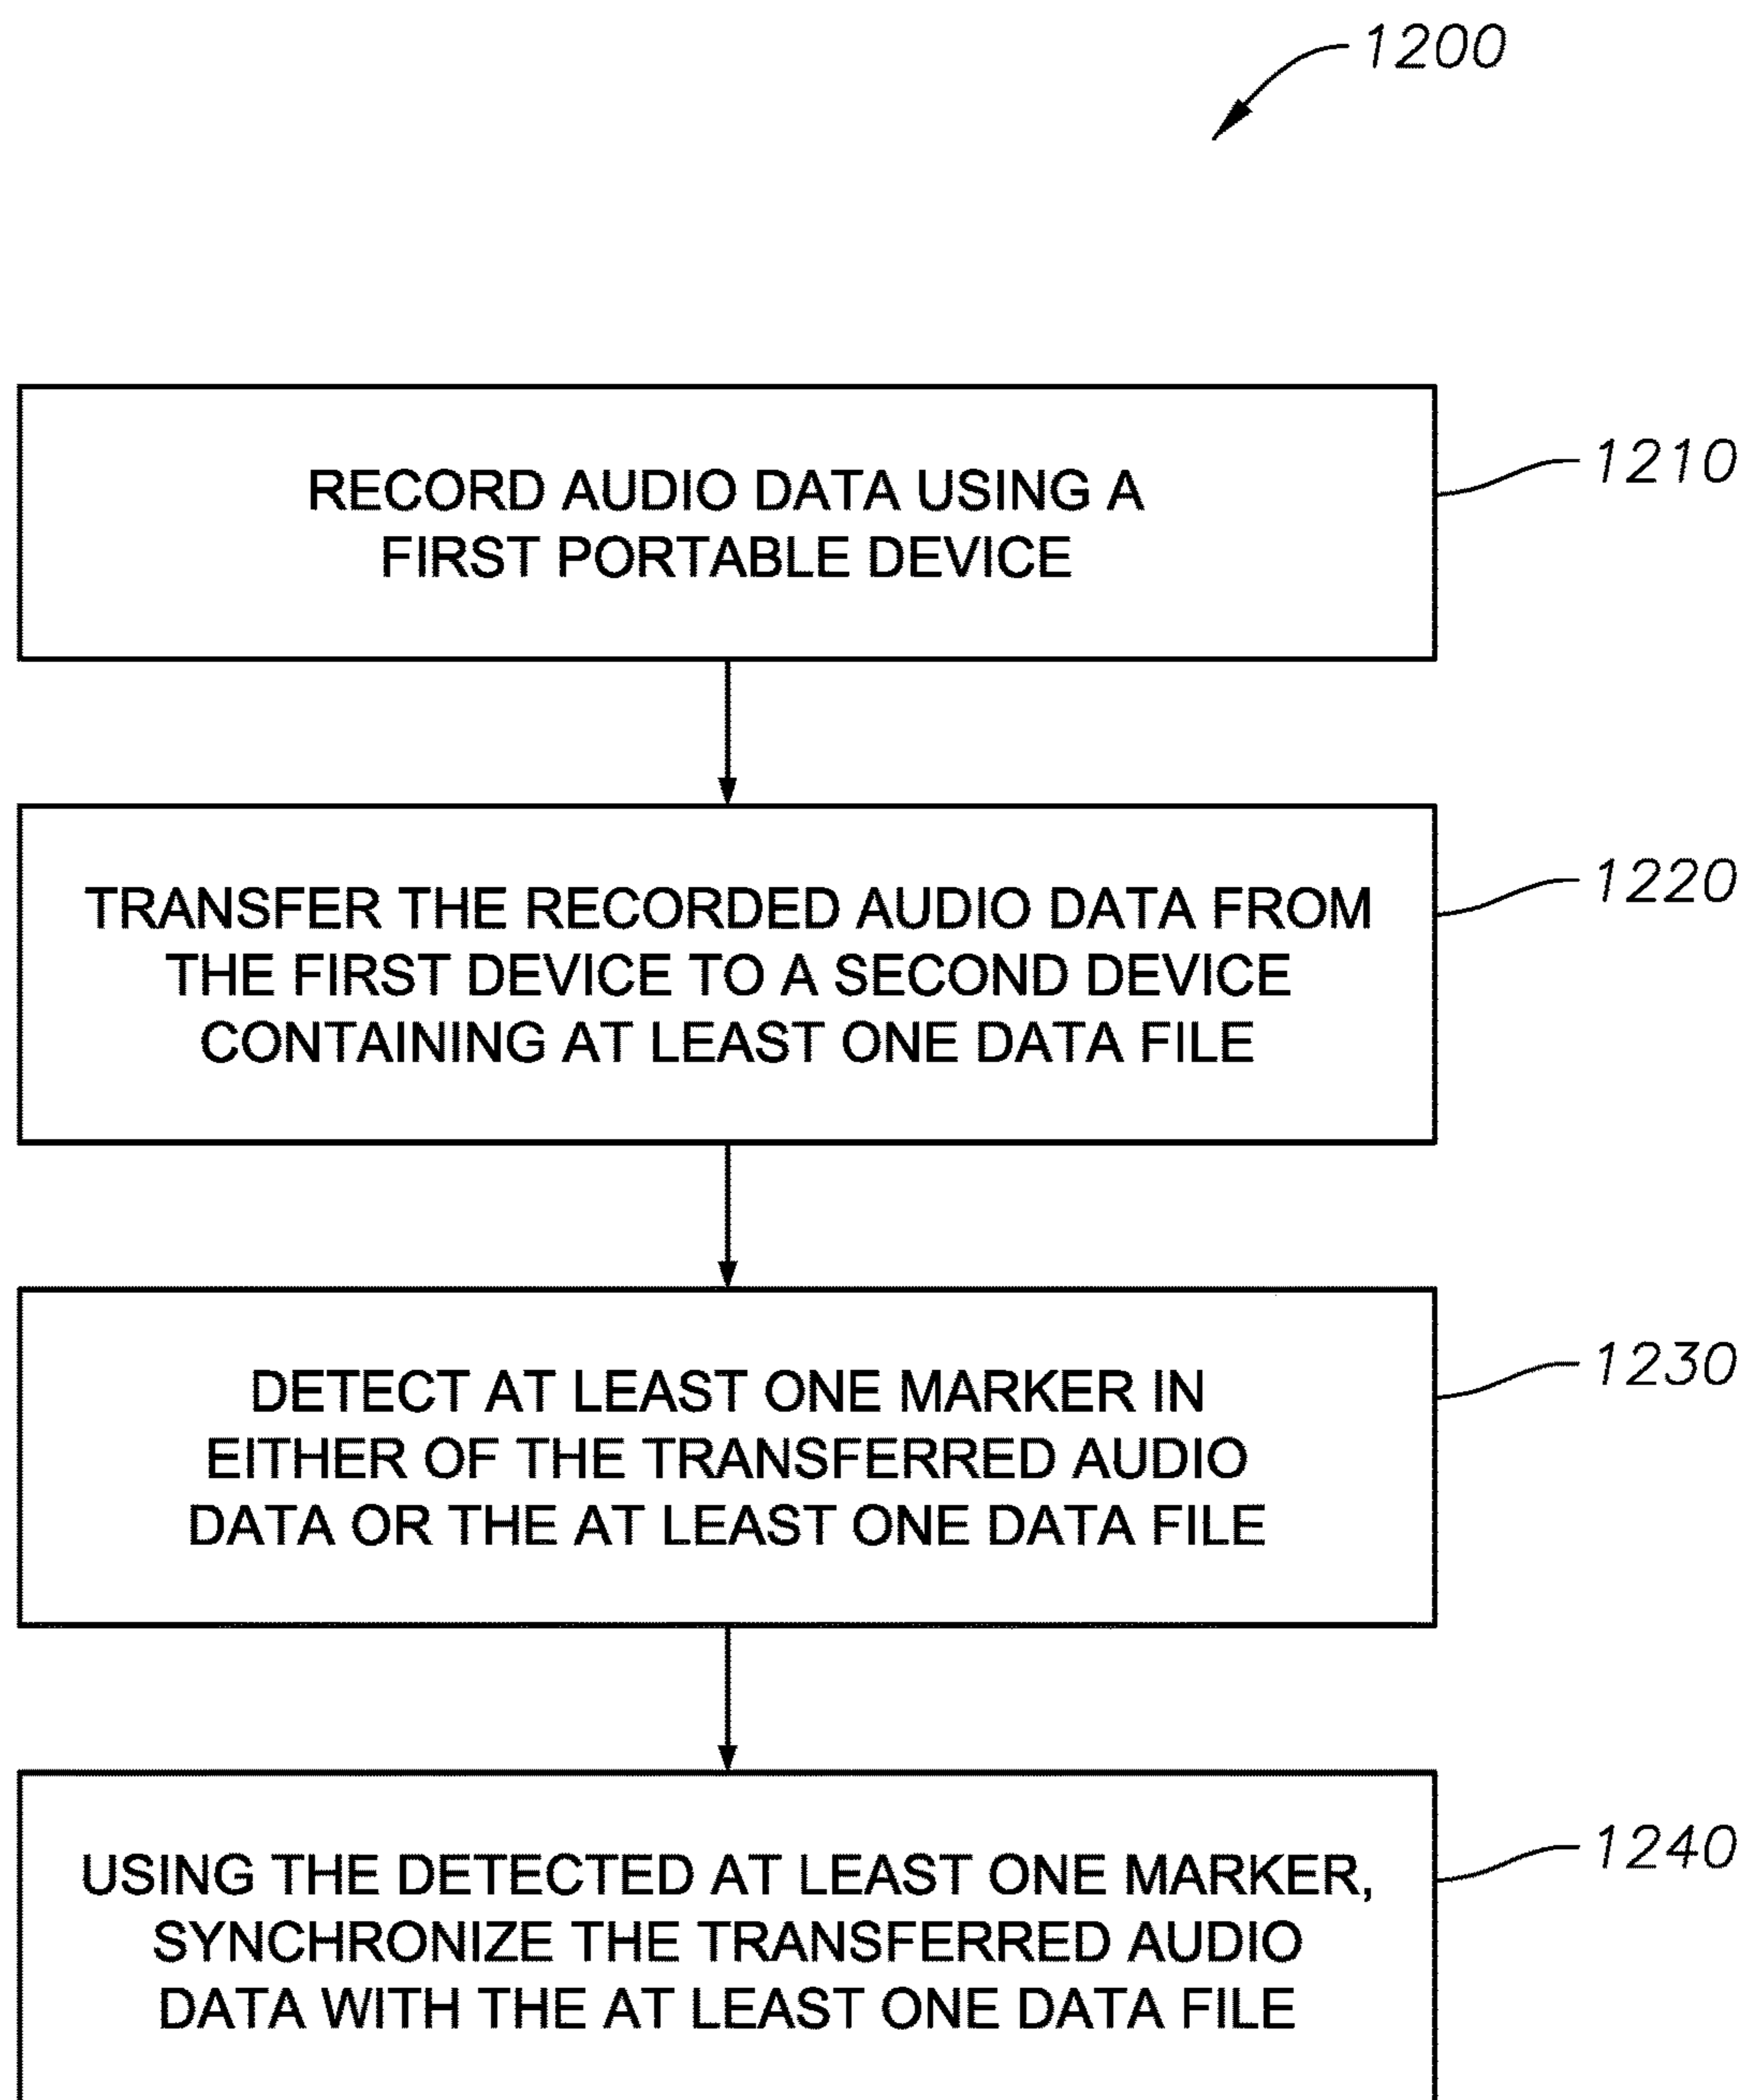 1200
RECORD AUDIO DATA USING A
FIRST PORTABLE DEVICE
1210
TRANSFER THE RECORDED AUDIO DATA FROM
THE FIRST DEVICE TO A SECOND DEVICE
CONTAINING AT LEAST ONE DATA FILE
1220
DETECT AT LEAST ONE MARKER IN
EITHER OF THE TRANSFERRED AUDIO
DATA OR THE AT LEAST ONE DATA FILE
1230
USING THE DETECTED AT LEAST ONE MARKER,
SYNCHRONIZE THE TRANSFERRED AUDIO
DATA WITH THE AT LEAST ONE DATA FILE
1240